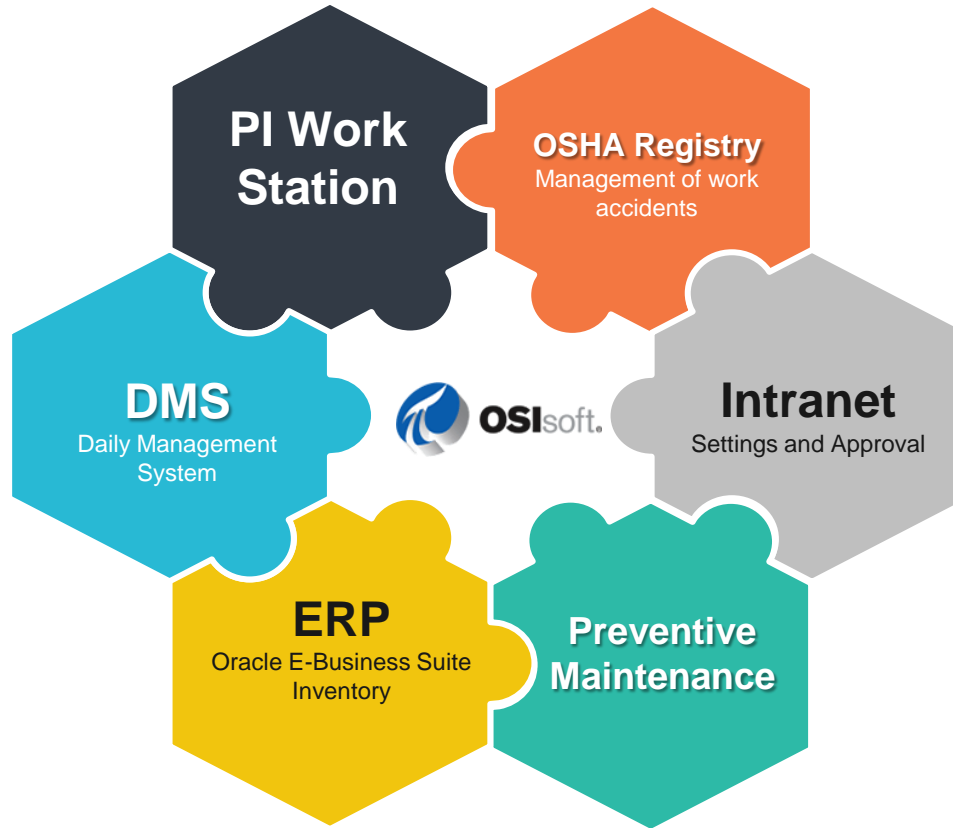 PI Work
Station
OSHA Registry
Management of work
accidents
DMS
Daily Management
System
OSIsoft.
Intranet
Settings and Approval
ERP
Oracle E-Business Suite
Inventory
Preventive
Maintenance